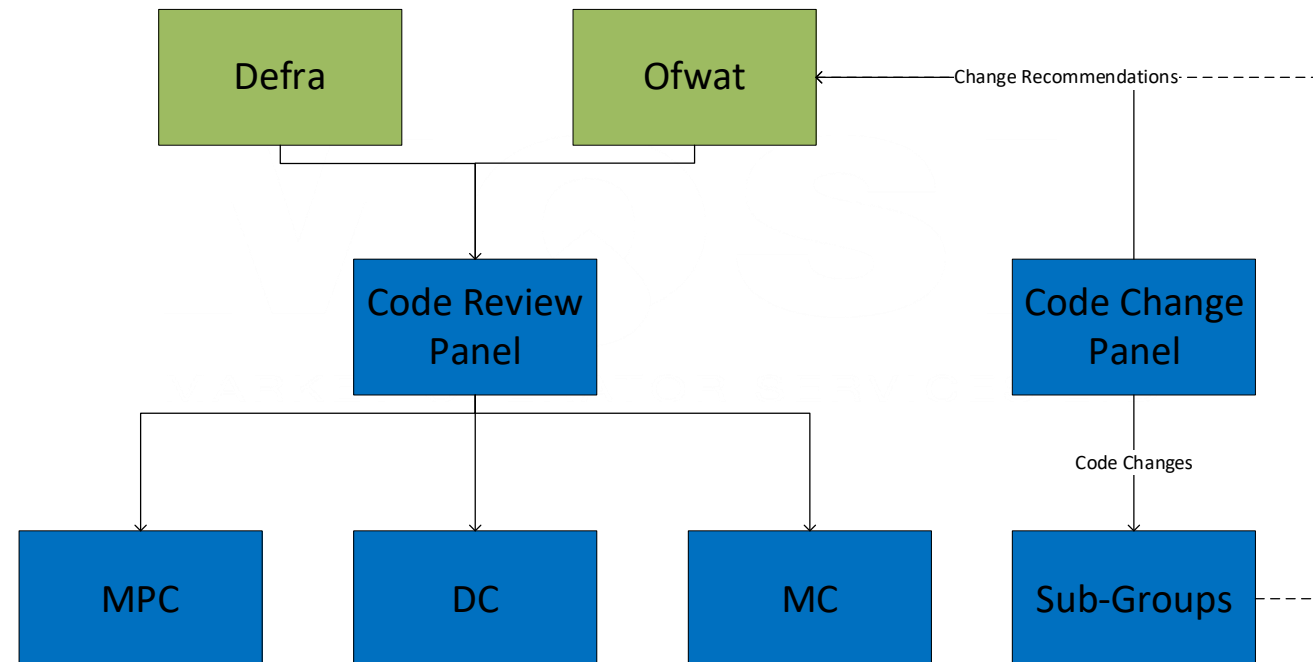 Defra
Ofwat
Change Recommendations
Code Review
Panel
Code Change
Panel
Code Changes
MPC
DC
MC
Sub-Groups